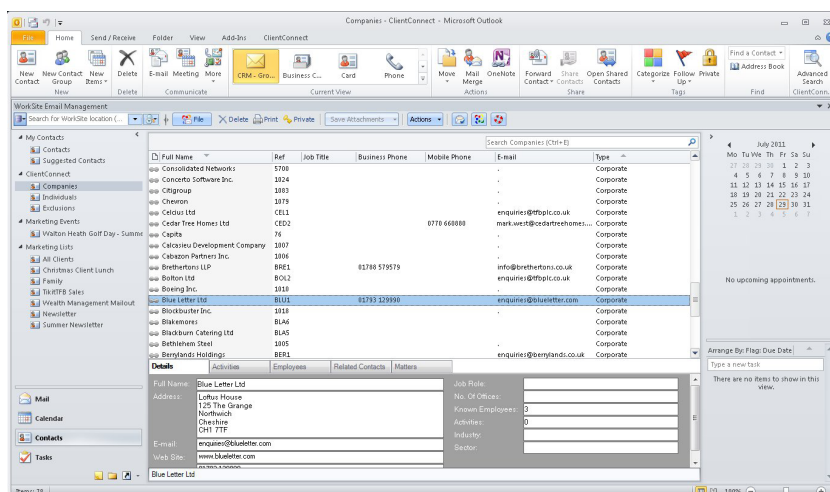 Companies - ClientConnect - Microsoft Outlook
File Home Send / Receive Folder View Add-Ins ClientConnect
New Contact
New Contact Group
New Items
Delete
E-mail
Meeting
More
CRM - Gro...
Business C...
Card
Phone
Move
Mail Merge
OneNote
Forward Contact
Share Contacts
Open Shared Contacts
Categorize
Follow Up
Private
Find a Contact
Address Book
Advanced Search
New Delete Communicate Current View Actions Share Tags Find ClientConn...
WorkSite Email Management
Search for WorkSite location (... File Delete Print Private Save Attachments Actions
My Contacts
Contacts
Suggested Contacts
ClientConnect
Companies
Individuals
Exclusions
Marketing Events
Walton Heath Golf Day - Summe
Marketing Lists
All Clients
Christmas Client Lunch
Family
TikitTFB Sales
Wealth Management Mailout
Newsletter
Summer Newsletter
Mail
Calendar
Contacts
Tasks
Search Companies (Ctrl+E)
Full Name Ref Job Title Business Phone Mobile Phone E-mail Type
Consolidated Networks 5700 . Corporate
Concerto Software Inc. 1024 . Corporate
Citigroup 1083 . Corporate
Chevron 1079 . Corporate
Celcius Ltd CEL1 enquiries@tfbplc.co.uk Corporate
Cedar Tree Homes Ltd CED2 0770 660880 mark.west@cedartreehomes.... Corporate
Capita 76 . Corporate
Calcasieu Development Company 1007 . Corporate
Cabazon Partners Inc. 1006 . Corporate
Brethertons LLP BRE1 01788 579579 info@brethertons.co.uk Corporate
Bolton Ltd BOL2 enquiries@tfbplc.co.uk Corporate
Boeing Inc. 1010 . Corporate
Blue Letter Ltd BLU1 01793 129990 enquiries@blueletter.com Corporate
Blockbuster Inc. 1018 . Corporate
Blakemores BLA6 Corporate
Blackburn Catering Ltd BLA5 Corporate
Bethlehem Steel 1005 . Corporate
Berrylands Holdings BER1 enquiries@berrylands.co.uk Corporate
Details Activities Employees Related Contacts Matters
Full Name: Blue Letter Ltd
Address: Loftus House
125 The Grange
Northwich
Cheshire
CH1 7TF
E-mail: enquiries@blueletter.com
Web Site: www.blueletter.com
Job Role:
No. Of Offices:
Known Employees: 3
Activities: 0
Industry:
Sector:
Blue Letter Ltd
July 2011
Mo Tu We Th Fr Sa Su
27 28 29 30 1 2 3
4 5 6 7 8 9 10
11 12 13 14 15 16 17
18 19 20 21 22 23 24
25 26 27 28 29 30 31
1 2 3 4 5 6 7
No upcoming appointments.
Arrange By: Flag: Due Date
Type a new task
There are no items to show in this
view.
100%